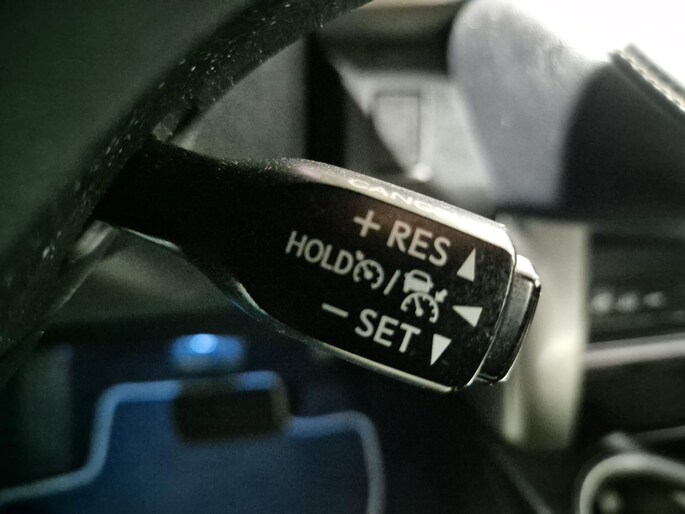 + RES ▲
HOLD /
− SET ▼